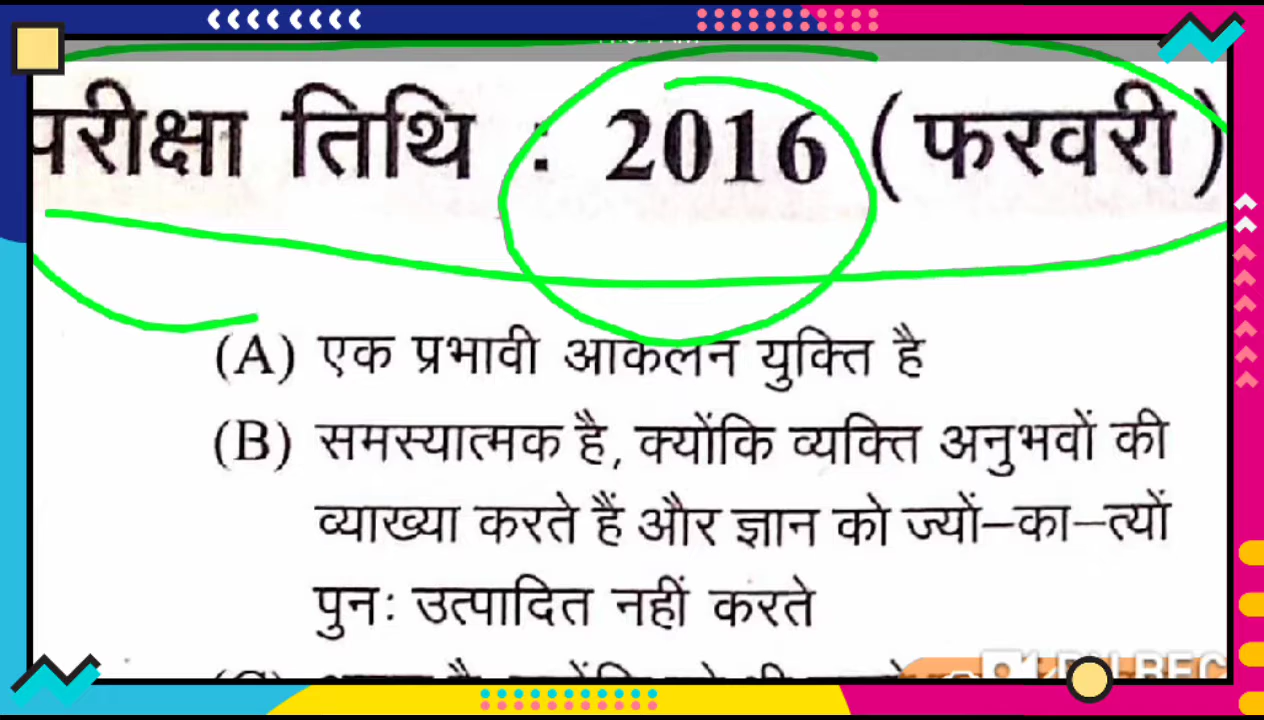 परीक्षा तिथि : 2016 (फरवरी)
(A) एक प्रभावी आकलन युक्ति है
(B) समस्यात्मक है, क्योंकि व्यक्ति अनुभवों की
व्याख्या करते हैं और ज्ञान को ज्यों–का–त्यों
पुनः उत्पादित नहीं करते